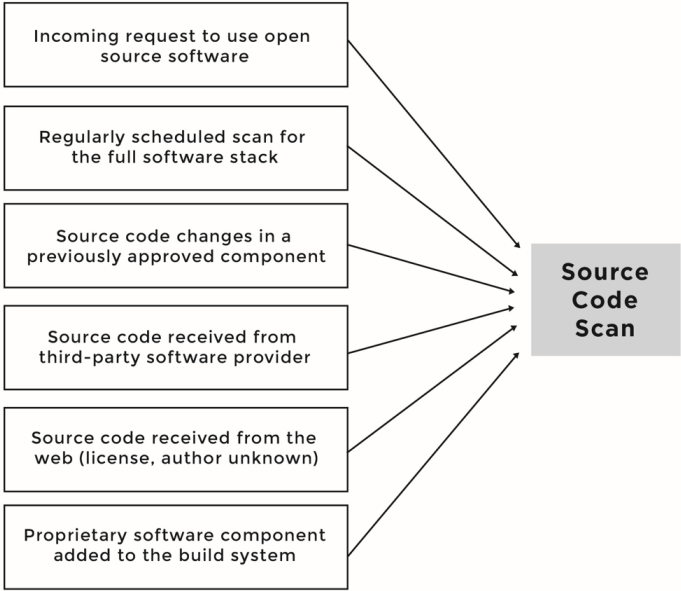 Incoming request to use open
source software
Regularly scheduled scan for
the full software stack
Source code changes in a
previously approved component
Source code received from
third-party software provider
Source code received from the
web (license, author unknown)
Proprietary software component
added to the build system
Source
Code
Scan